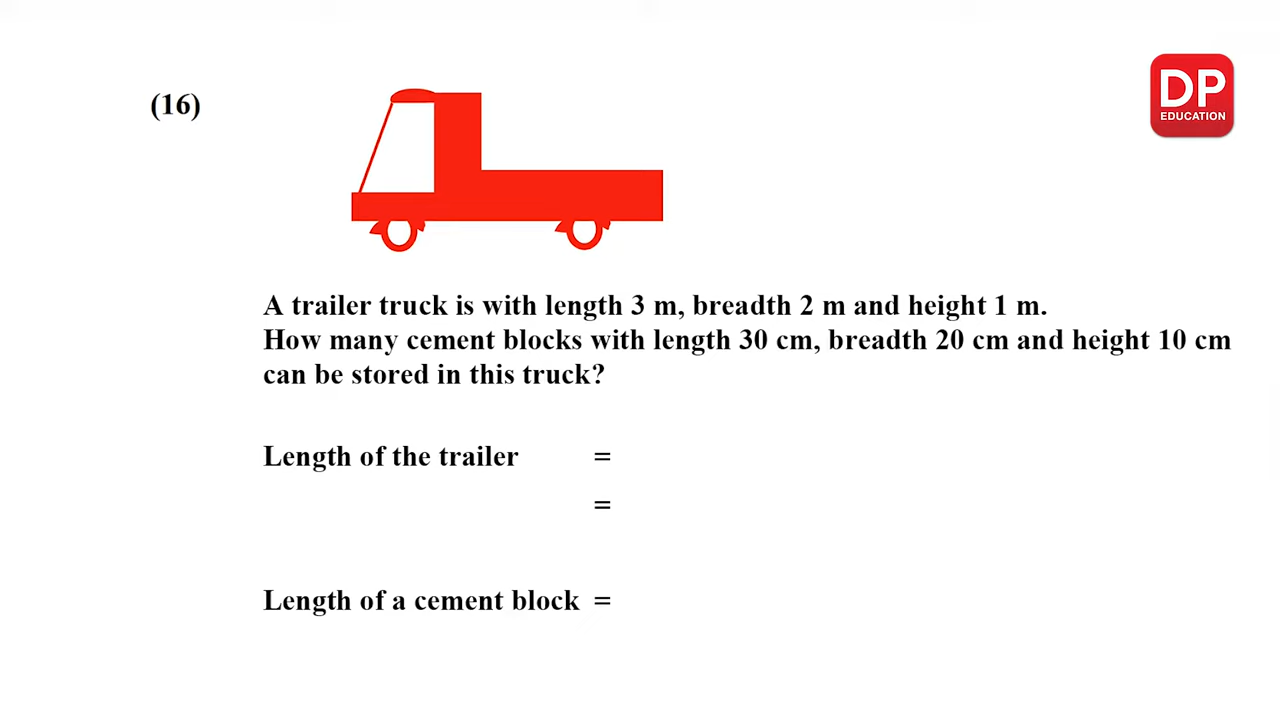 DP
EDUCATION
(16)
A trailer truck is with length 3 m, breadth 2 m and height 1 m.
How many cement blocks with length 30 cm, breadth 20 cm and height 10 cm
can be stored in this truck?
Length of the trailer =
=
Length of a cement block =